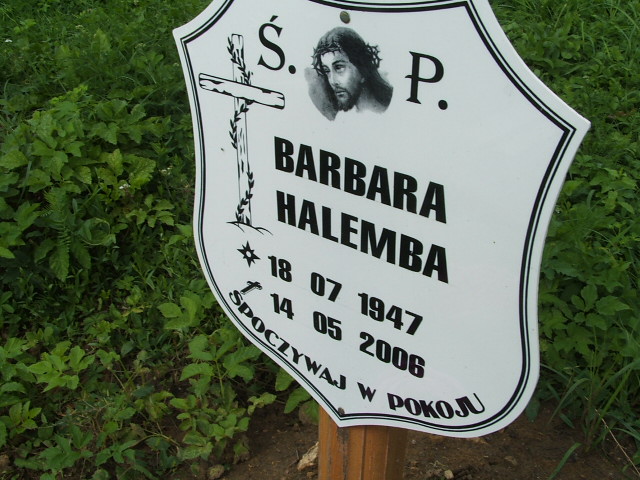 Ś. P.
BARBARA
HALEMBA
18 07 1947
14 05 2006
SPOCZYWAJ W POKOJU